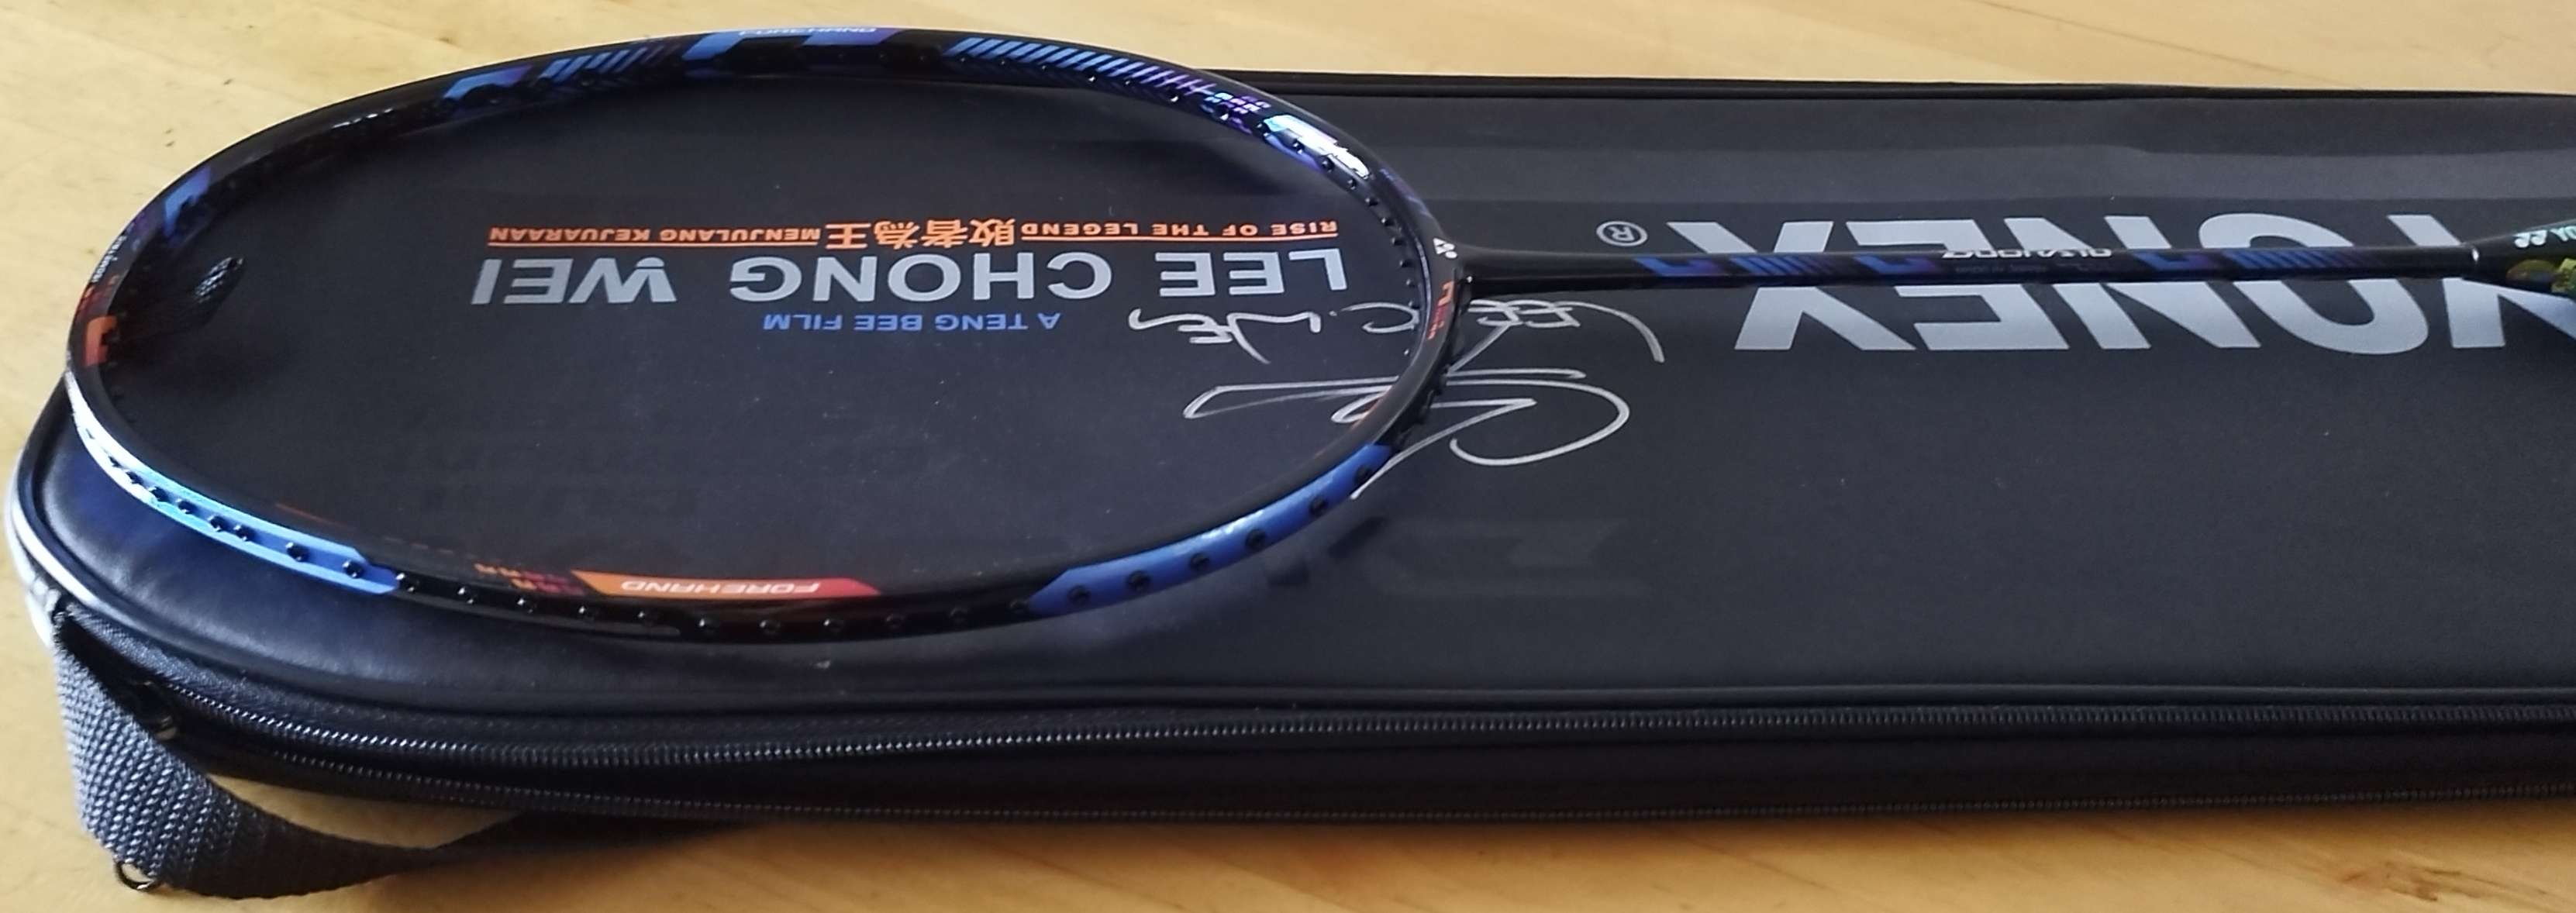 RISE OF THE LEGEND 敗者為王 MENJULANG KEJUARAAN
LEE CHONG WEI
A TENG BEE FILM
YONEX®
FOREHAND
FOREHAND